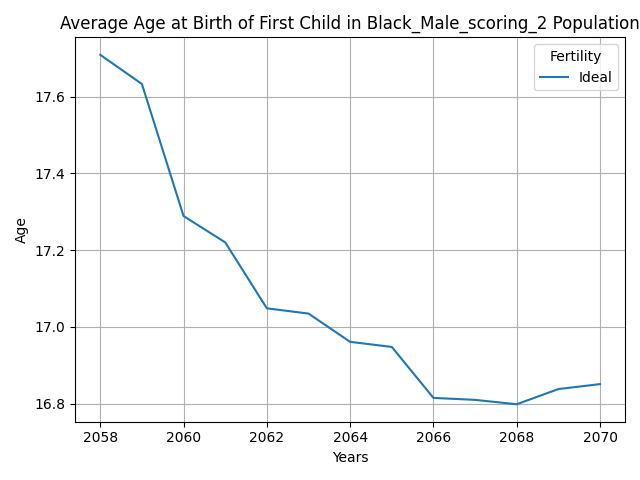 Average Age at Birth of First Child in Black_Male_scoring_2 Population
Fertility
Ideal
17.6
17.4
17.2
17.0
16.8
Age
2058
2060
2062
2064
2066
2068
2070
Years